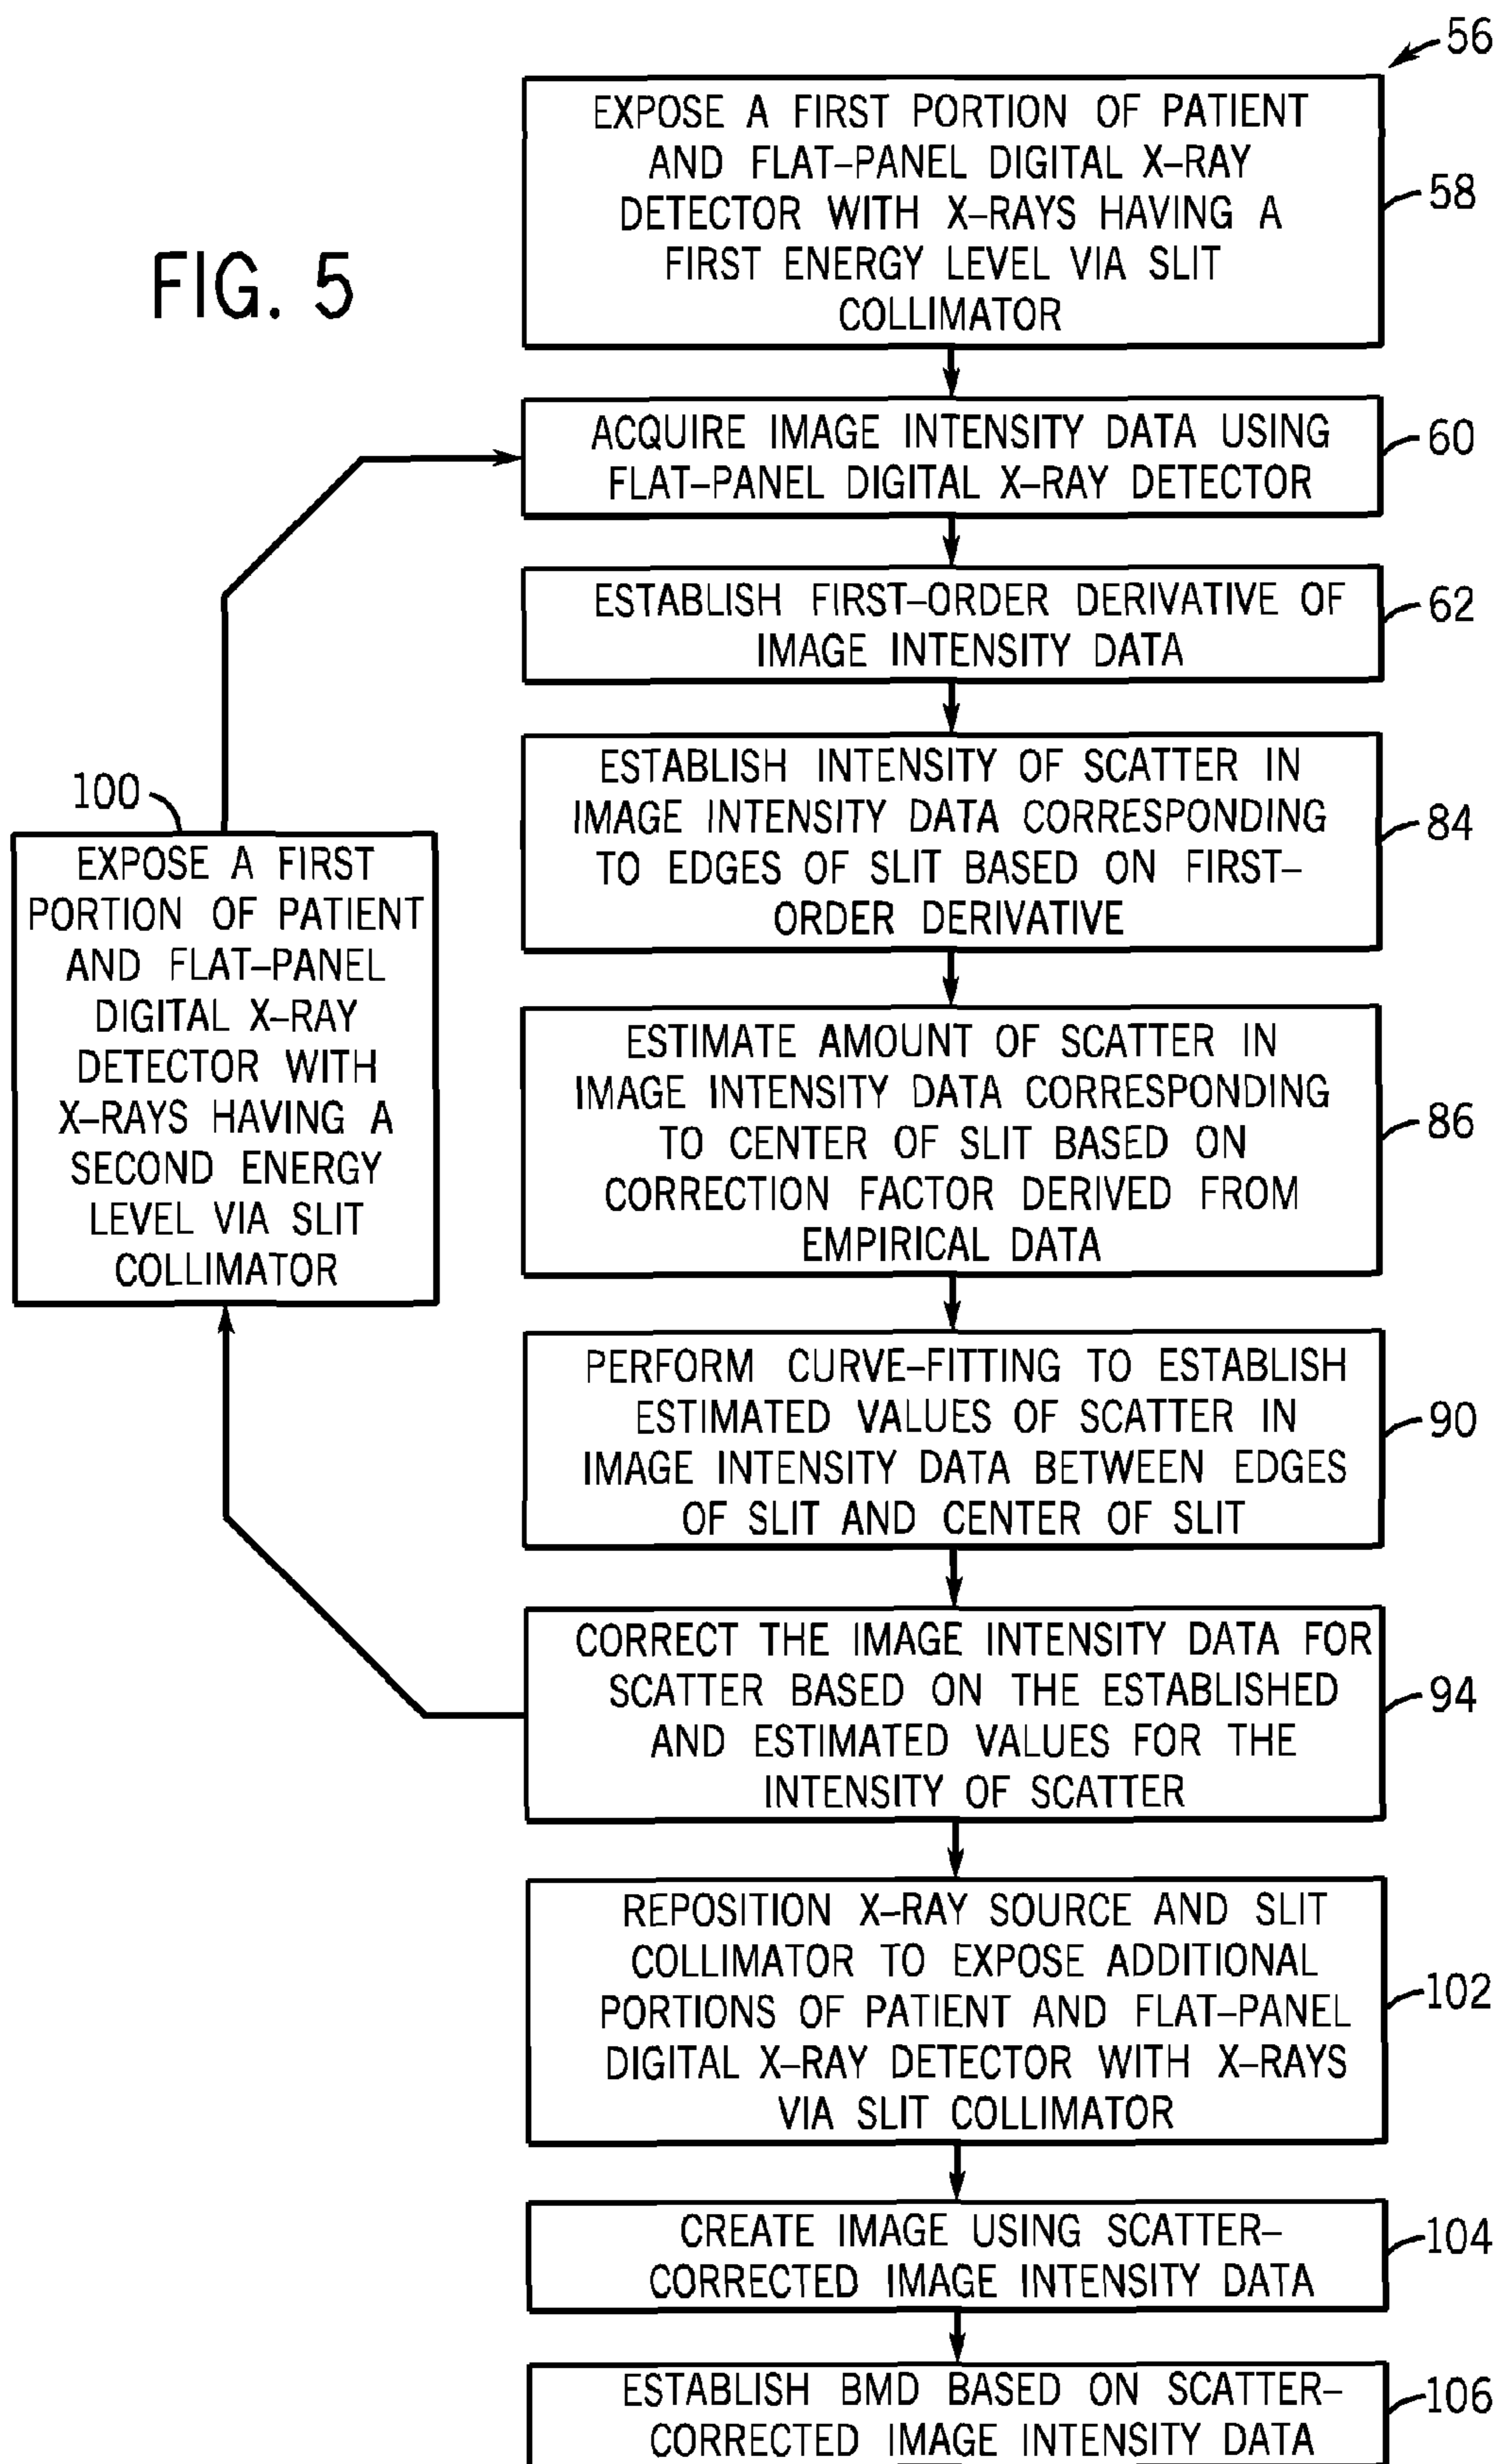 56
EXPOSE A FIRST PORTION OF PATIENT
AND FLAT–PANEL DIGITAL X–RAY
DETECTOR WITH X–RAYS HAVING A
FIRST ENERGY LEVEL VIA SLIT
COLLIMATOR
58
FIG. 5
ACQUIRE IMAGE INTENSITY DATA USING
FLAT–PANEL DIGITAL X–RAY DETECTOR
60
ESTABLISH FIRST–ORDER DERIVATIVE OF
IMAGE INTENSITY DATA
62
ESTABLISH INTENSITY OF SCATTER IN
IMAGE INTENSITY DATA CORRESPONDING
TO EDGES OF SLIT BASED ON FIRST–
ORDER DERIVATIVE
84
100
EXPOSE A FIRST
PORTION OF PATIENT
AND FLAT–PANEL
DIGITAL X–RAY
DETECTOR WITH
X–RAYS HAVING A
SECOND ENERGY
LEVEL VIA SLIT
COLLIMATOR
ESTIMATE AMOUNT OF SCATTER IN
IMAGE INTENSITY DATA CORRESPONDING
TO CENTER OF SLIT BASED ON
CORRECTION FACTOR DERIVED FROM
EMPIRICAL DATA
86
PERFORM CURVE–FITTING TO ESTABLISH
ESTIMATED VALUES OF SCATTER IN
IMAGE INTENSITY DATA BETWEEN EDGES
OF SLIT AND CENTER OF SLIT
90
CORRECT THE IMAGE INTENSITY DATA FOR
SCATTER BASED ON THE ESTABLISHED
AND ESTIMATED VALUES FOR THE
INTENSITY OF SCATTER
94
REPOSITION X–RAY SOURCE AND SLIT
COLLIMATOR TO EXPOSE ADDITIONAL
PORTIONS OF PATIENT AND FLAT–PANEL
DIGITAL X–RAY DETECTOR WITH X–RAYS
VIA SLIT COLLIMATOR
102
CREATE IMAGE USING SCATTER–
CORRECTED IMAGE INTENSITY DATA
104
ESTABLISH BMD BASED ON SCATTER–
CORRECTED IMAGE INTENSITY DATA
106